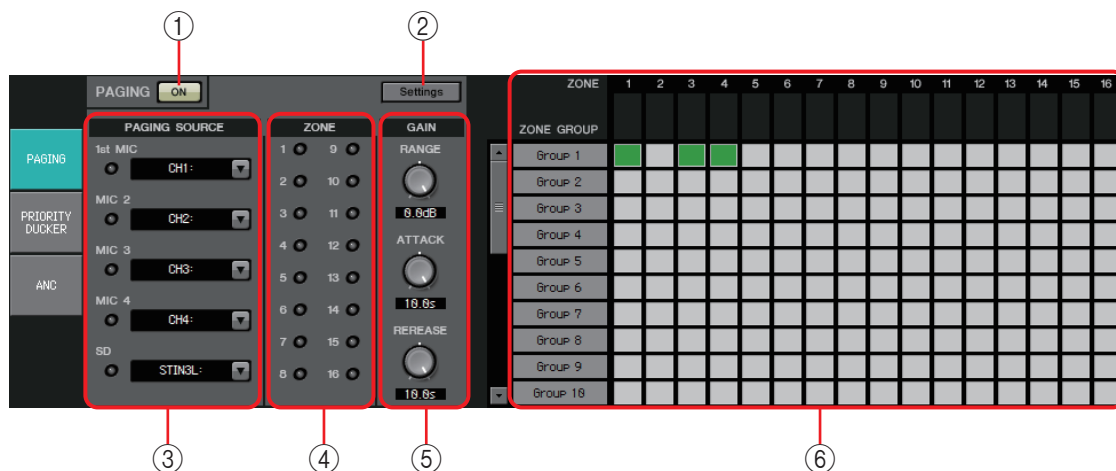 ① ②
PAGING ON Settings
PAGING SOURCE
1st MIC
CH1:
MIC 2
CH2:
MIC 3
CH3:
MIC 4
CH4:
SD
STIN3L:
ZONE
1 9
2 10
3 11
4 12
5 13
6 14
7 15
8 16
GAIN
RANGE
0.0dB
ATTACK
10.0s
REREASE
10.0s
PAGING
PRIORITY
DUCKER
ANC
ZONE 1 2 3 4 5 6 7 8 9 10 11 12 13 14 15 16
ZONE GROUP
Group 1
Group 2
Group 3
Group 4
Group 5
Group 6
Group 7
Group 8
Group 9
Group 10
③ ④ ⑤ ⑥